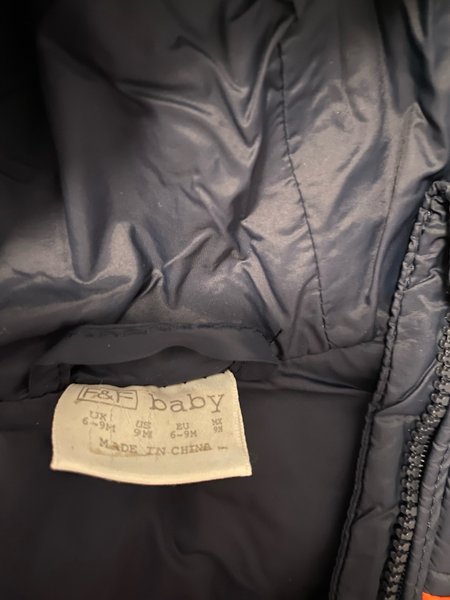 F&F baby
UK US EU MX
6-9M 9M 6-9M 9M
MADE IN CHINA